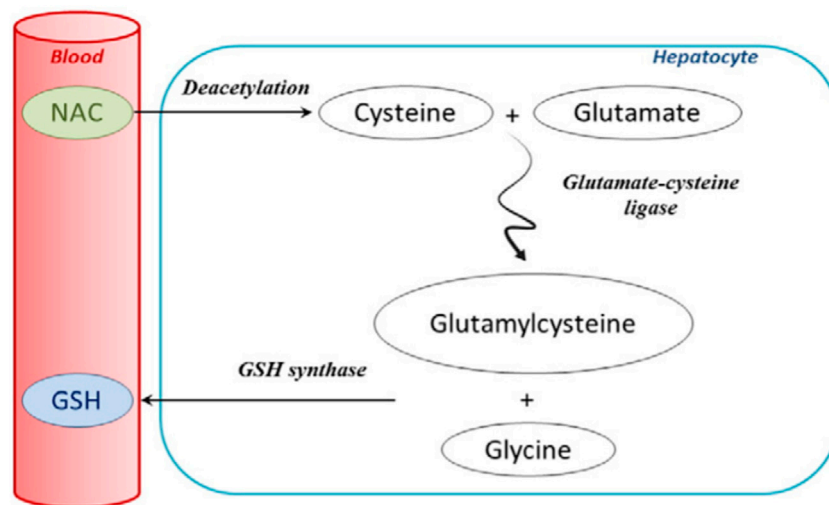 Blood
Hepatocyte
Deacetylation
NAC
Cysteine + Glutamate
Glutamate-cysteine
ligase
Glutamylcysteine
GSH synthase
GSH
+
Glycine